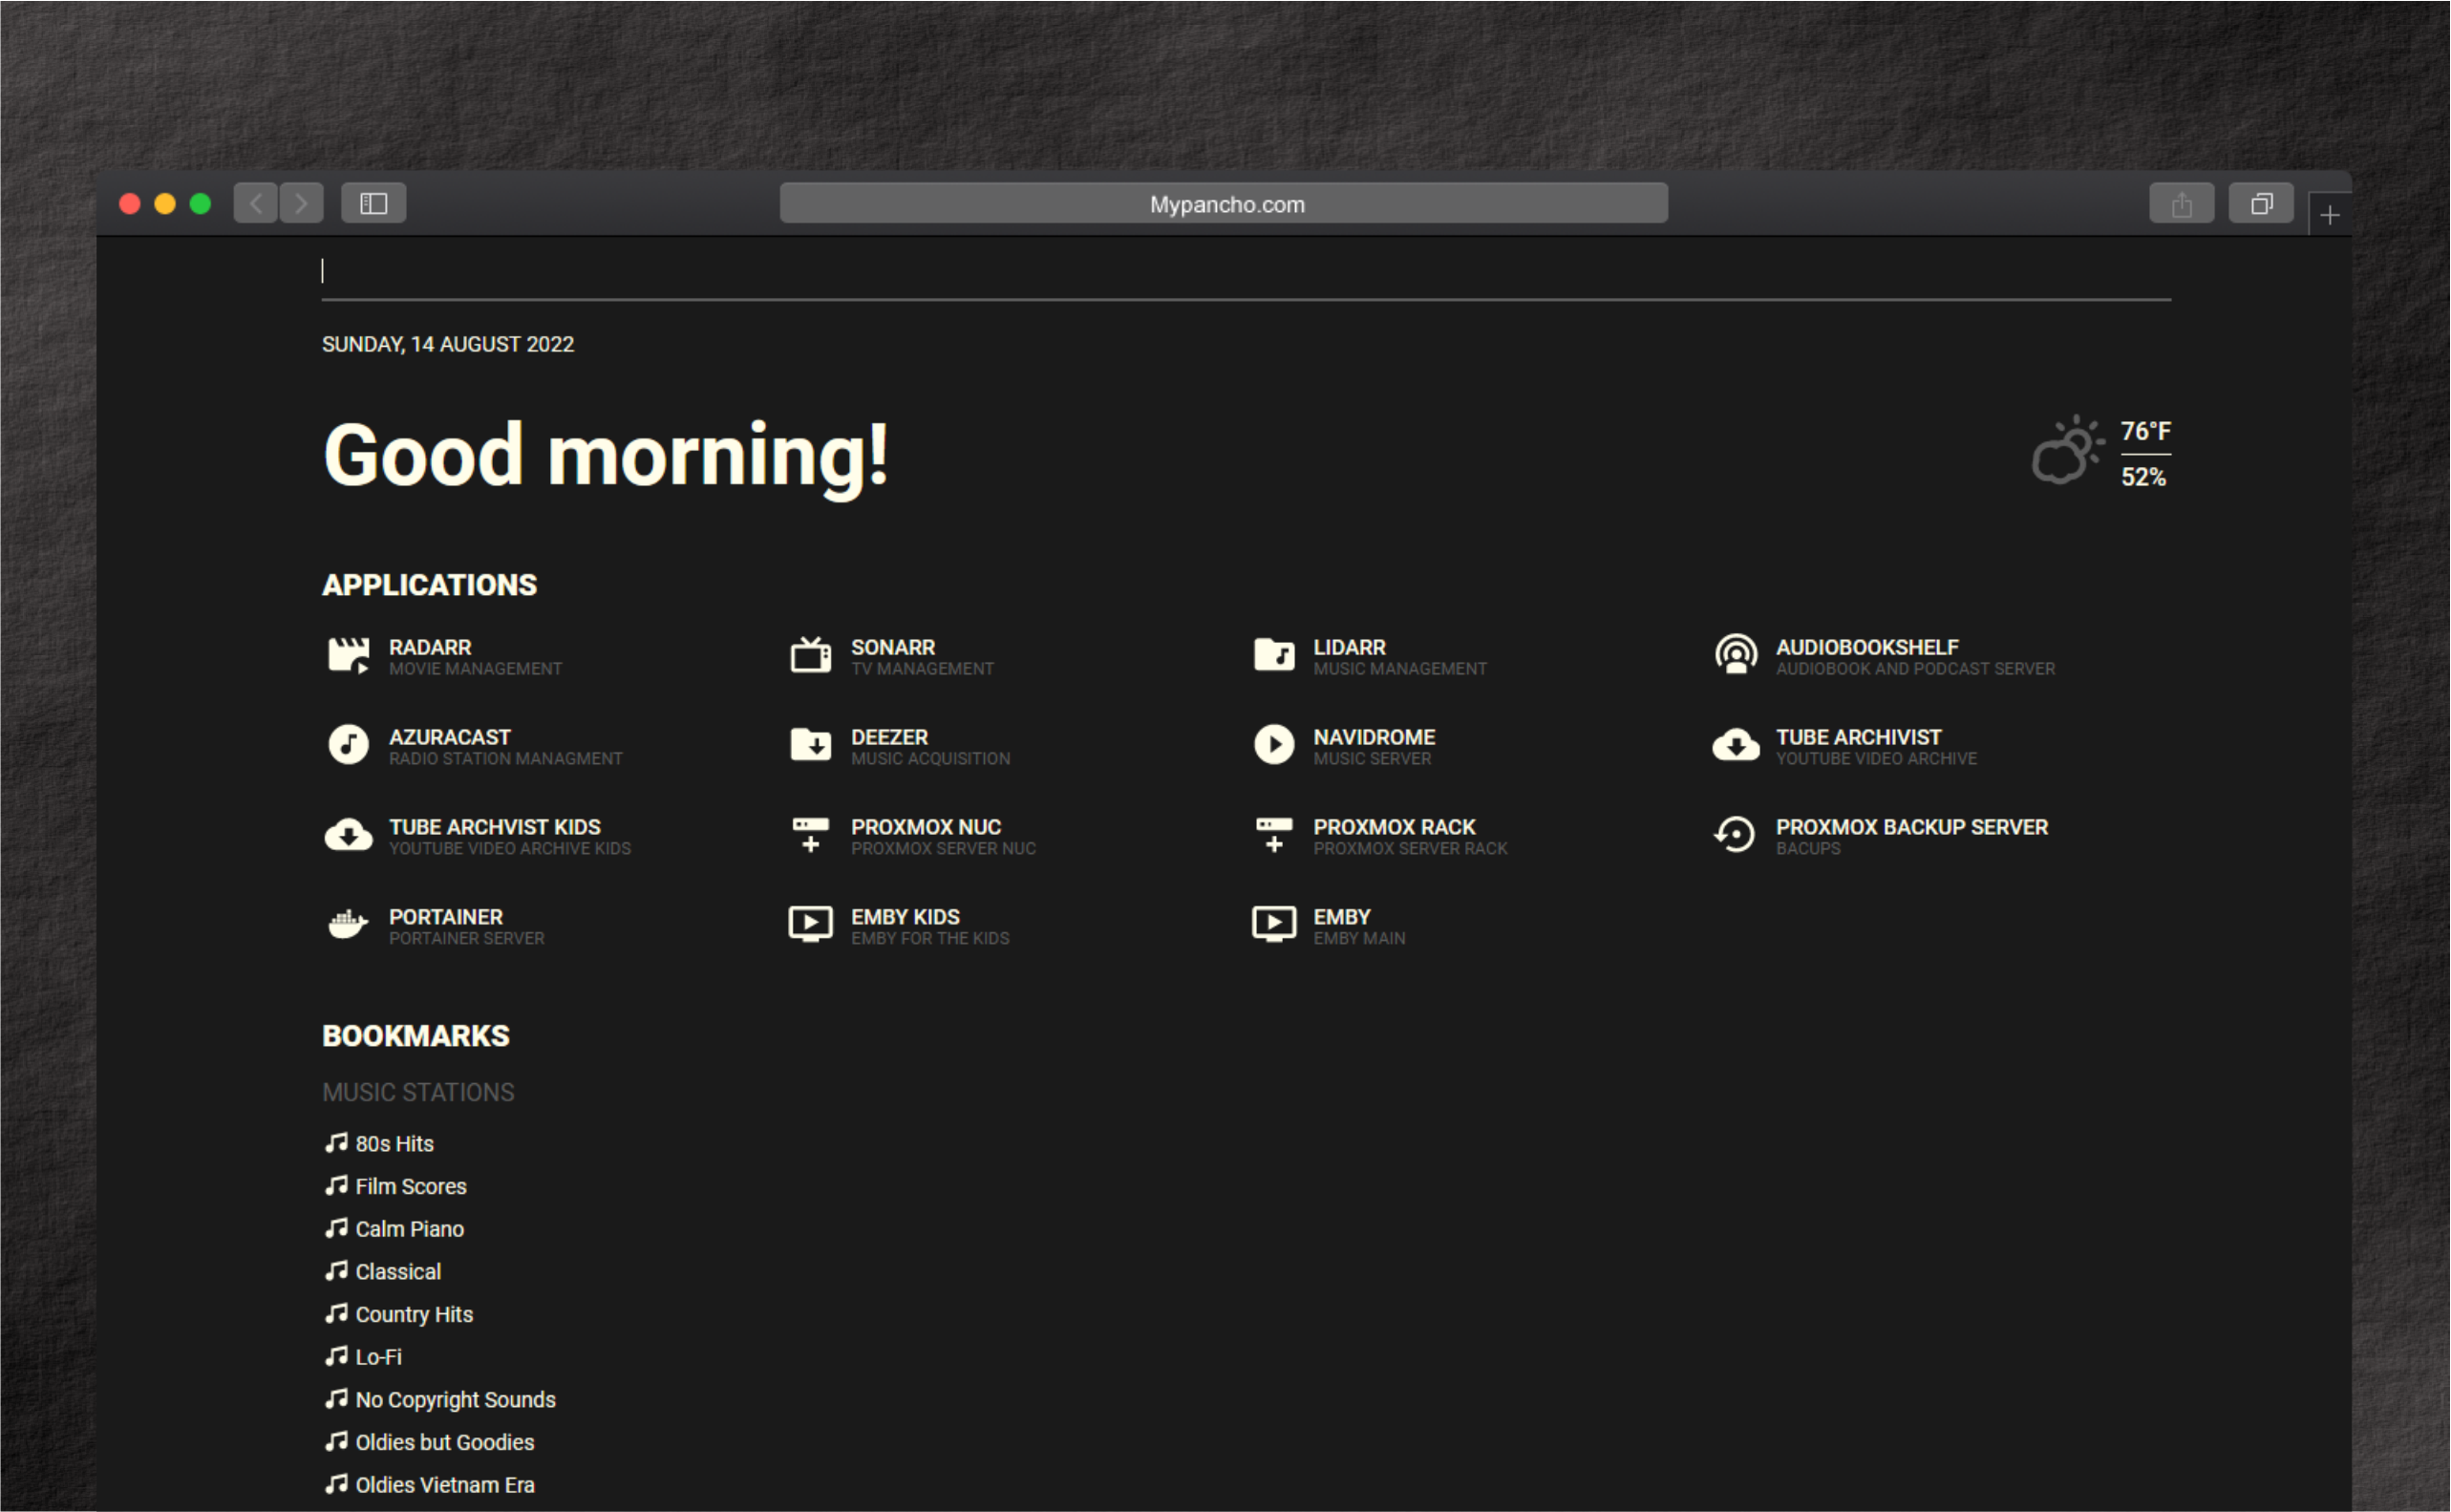 Mypancho.com
SUNDAY, 14 AUGUST 2022
Good morning!
76°F
52%
APPLICATIONS
RADARR
MOVIE MANAGEMENT
SONARR
TV MANAGEMENT
LIDARR
MUSIC MANAGEMENT
AUDIOBOOKSHELF
AUDIOBOOK AND PODCAST SERVER
AZURACAST
RADIO STATION MANAGMENT
DEEZER
MUSIC ACQUISITION
NAVIDROME
MUSIC SERVER
TUBE ARCHIVIST
YOUTUBE VIDEO ARCHIVE
TUBE ARCHVIST KIDS
YOUTUBE VIDEO ARCHIVE KIDS
PROXMOX NUC
PROXMOX SERVER NUC
PROXMOX RACK
PROXMOX SERVER RACK
PROXMOX BACKUP SERVER
BACUPS
PORTAINER
PORTAINER SERVER
EMBY KIDS
EMBY FOR THE KIDS
EMBY
EMBY MAIN
BOOKMARKS
MUSIC STATIONS
80s Hits
Film Scores
Calm Piano
Classical
Country Hits
Lo-Fi
No Copyright Sounds
Oldies but Goodies
Oldies Vietnam Era